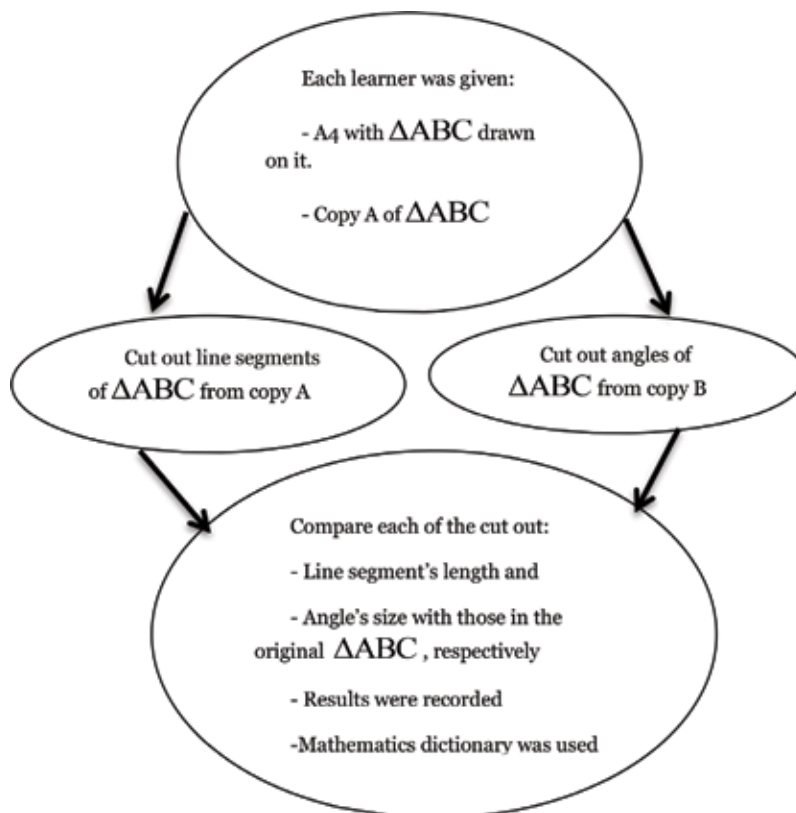 Each learner was given:
- A4 with ΔABC drawn
on it.
- Copy A of ΔABC
Cut out line segments
of ΔABC from copy A
Cut out angles of
ΔABC from copy B
Compare each of the cut out:
- Line segment's length and
- Angle's size with those in the
original ΔABC , respectively
- Results were recorded
-Mathematics dictionary was used